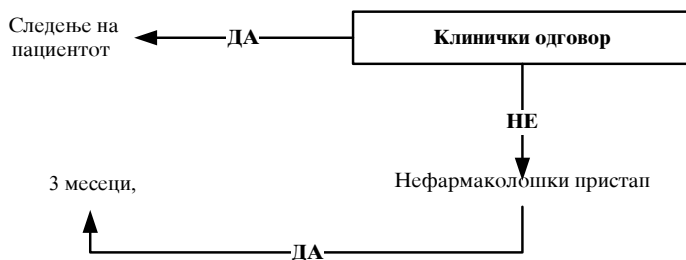 Следење на
пациентот
ДА
Клинички одговор
НЕ
3 месеци,
Нефармаколошки пристап
ДА